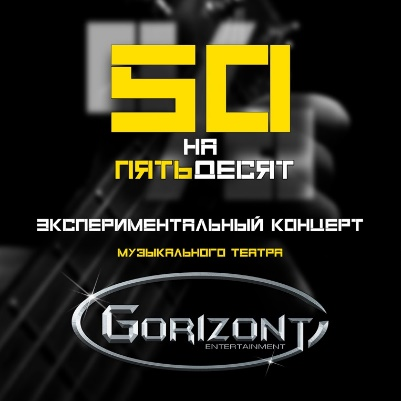 50
НА
ПЯТЬДЕСЯТ
ЭКСПЕРИМЕНТАЛЬНЫЙ КОНЦЕРТ
МУЗЫКАЛЬНОГО ТЕАТРА
GORIZONT
ENTERTAINMENT